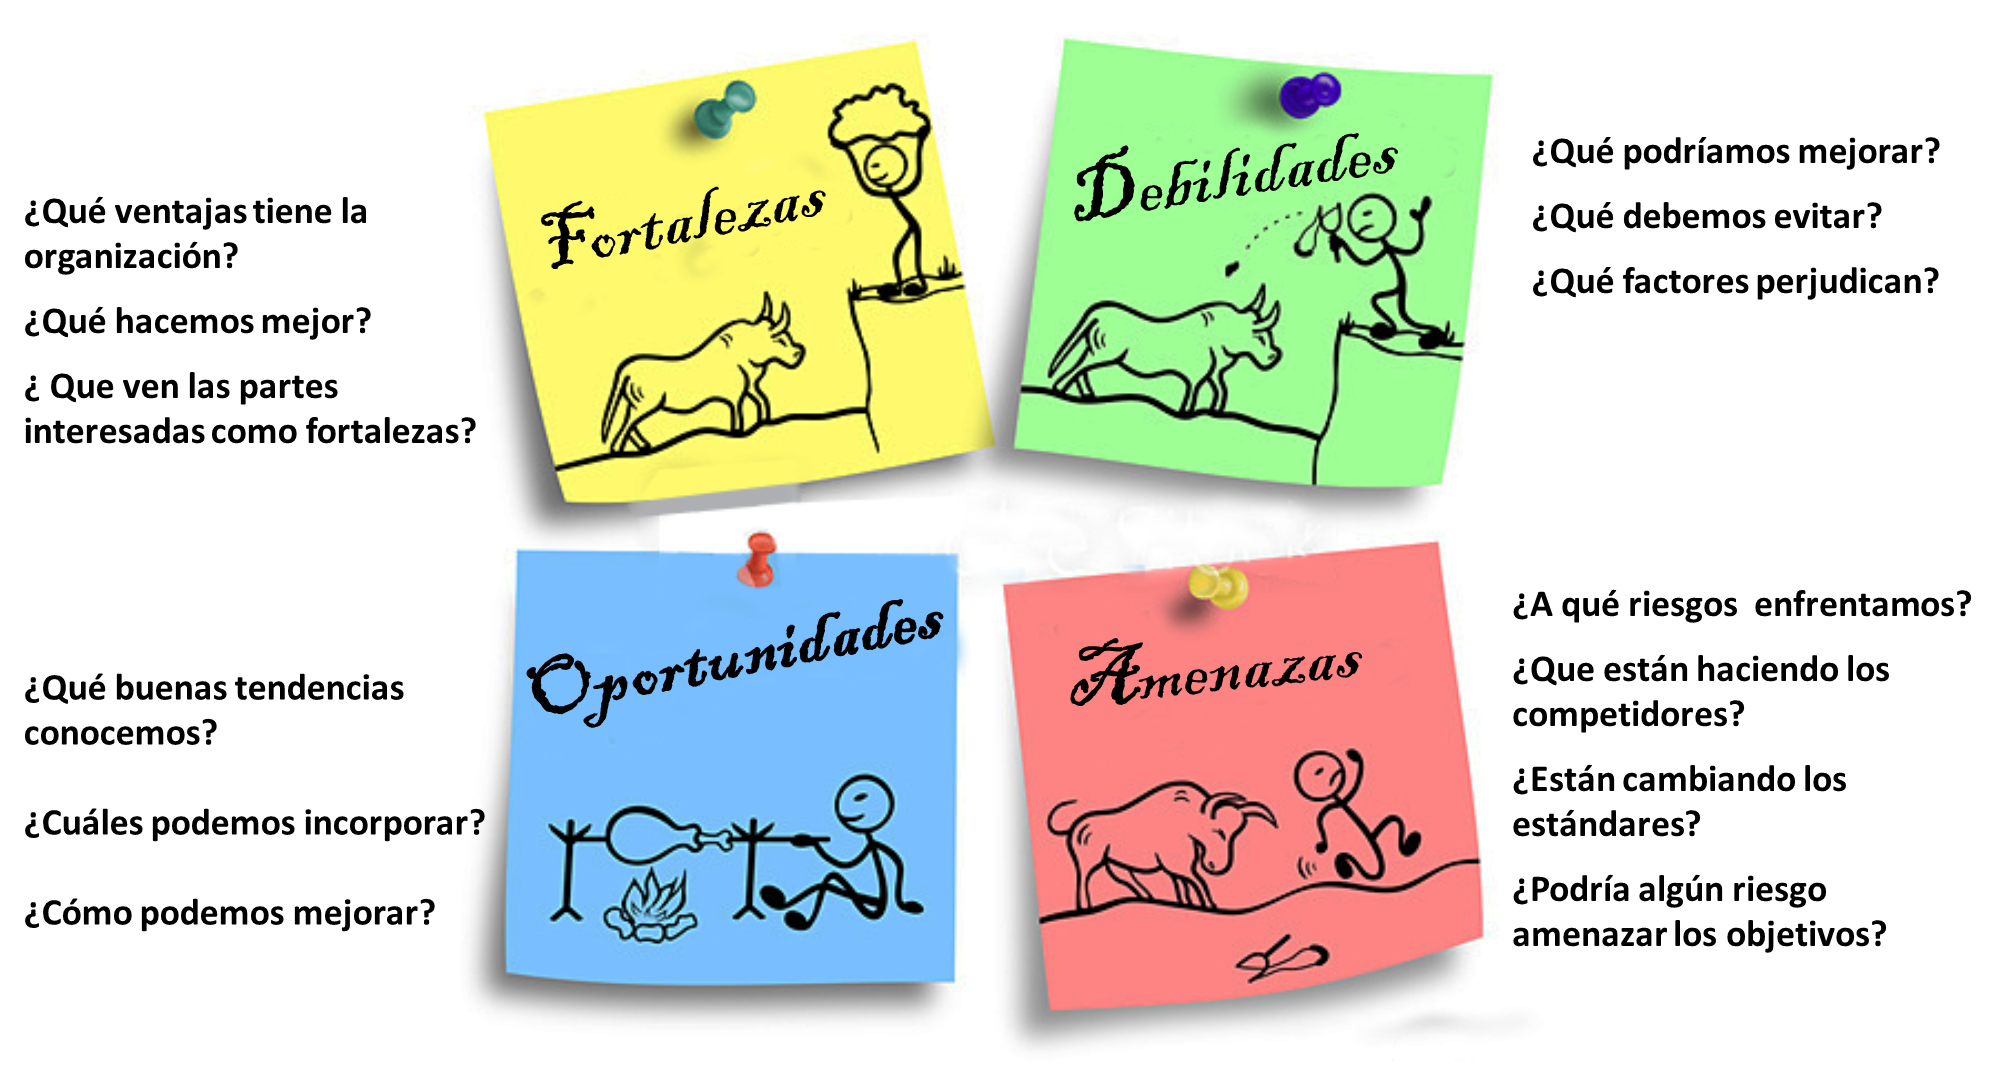 Fortalezas
¿Qué ventajas tiene la
organización?
¿Qué hacemos mejor?
¿ Que ven las partes
interesadas como fortalezas?
Debilidades
¿Qué podríamos mejorar?
¿Qué debemos evitar?
¿Qué factores perjudican?
Oportunidades
¿Qué buenas tendencias
conocemos?
¿Cuáles podemos incorporar?
¿Cómo podemos mejorar?
Amenazas
¿A qué riesgos  enfrentamos?
¿Que están haciendo los
competidores?
¿Están cambiando los
estándares?
¿Podría algún riesgo
amenazar los objetivos?